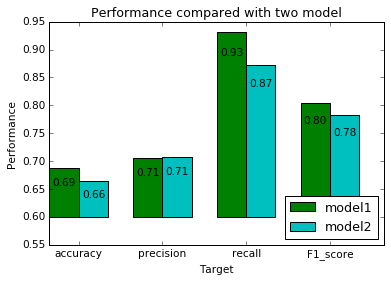 Performance compared with two model
Performance
0.95
0.90
0.85
0.80
0.75
0.70
0.65
0.60
0.55
0.69
0.66
0.71
0.71
0.93
0.87
0.80
0.78
model1
model2
accuracy precision recall F1_score
Target